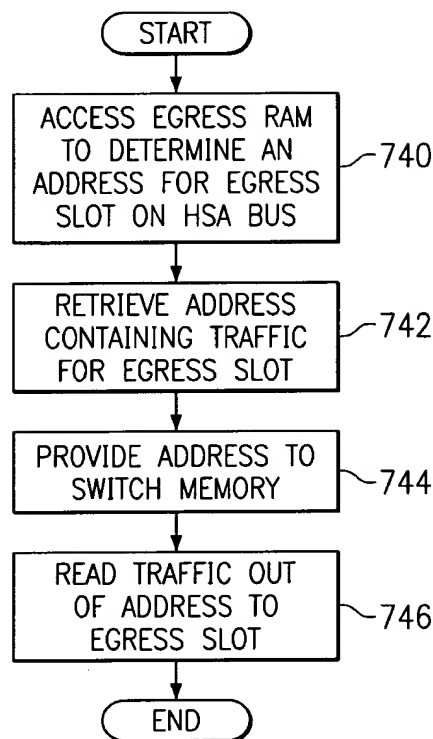 START
ACCESS EGRESS RAM
TO DETERMINE AN
ADDRESS FOR EGRESS
SLOT ON HSA BUS
740
RETRIEVE ADDRESS
CONTAINING TRAFFIC
FOR EGRESS SLOT
742
PROVIDE ADDRESS TO
SWITCH MEMORY
744
READ TRAFFIC OUT
OF ADDRESS TO
EGRESS SLOT
746
END